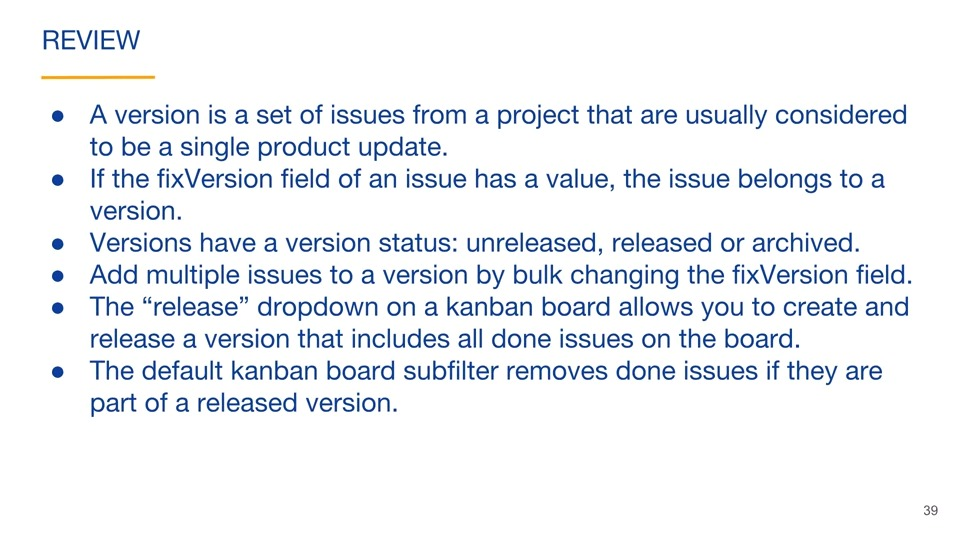 REVIEW
● A version is a set of issues from a project that are usually considered
to be a single product update.
● If the fixVersion field of an issue has a value, the issue belongs to a
version.
● Versions have a version status: unreleased, released or archived.
● Add multiple issues to a version by bulk changing the fixVersion field.
● The “release” dropdown on a kanban board allows you to create and
release a version that includes all done issues on the board.
● The default kanban board subfilter removes done issues if they are
part of a released version.
39